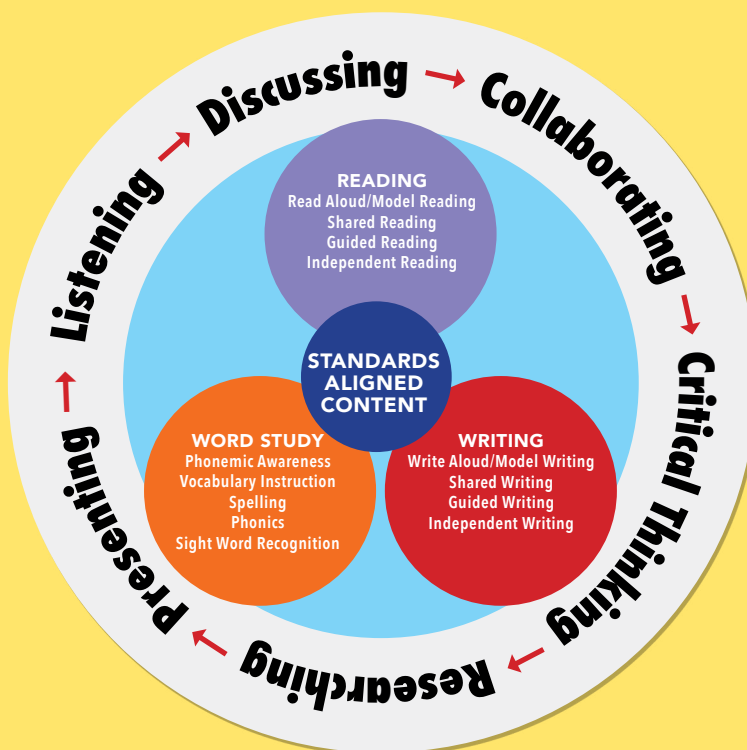 Listening
Discussing
Collaborating
Critical Thinking
Researching
Presenting
READING
Read Aloud/Model Reading
Shared Reading
Guided Reading
Independent Reading
STANDARDS
ALIGNED
CONTENT
WORD STUDY
Phonemic Awareness
Vocabulary Instruction
Spelling
Phonics
Sight Word Recognition
WRITING
Write Aloud/Model Writing
Shared Writing
Guided Writing
Independent Writing